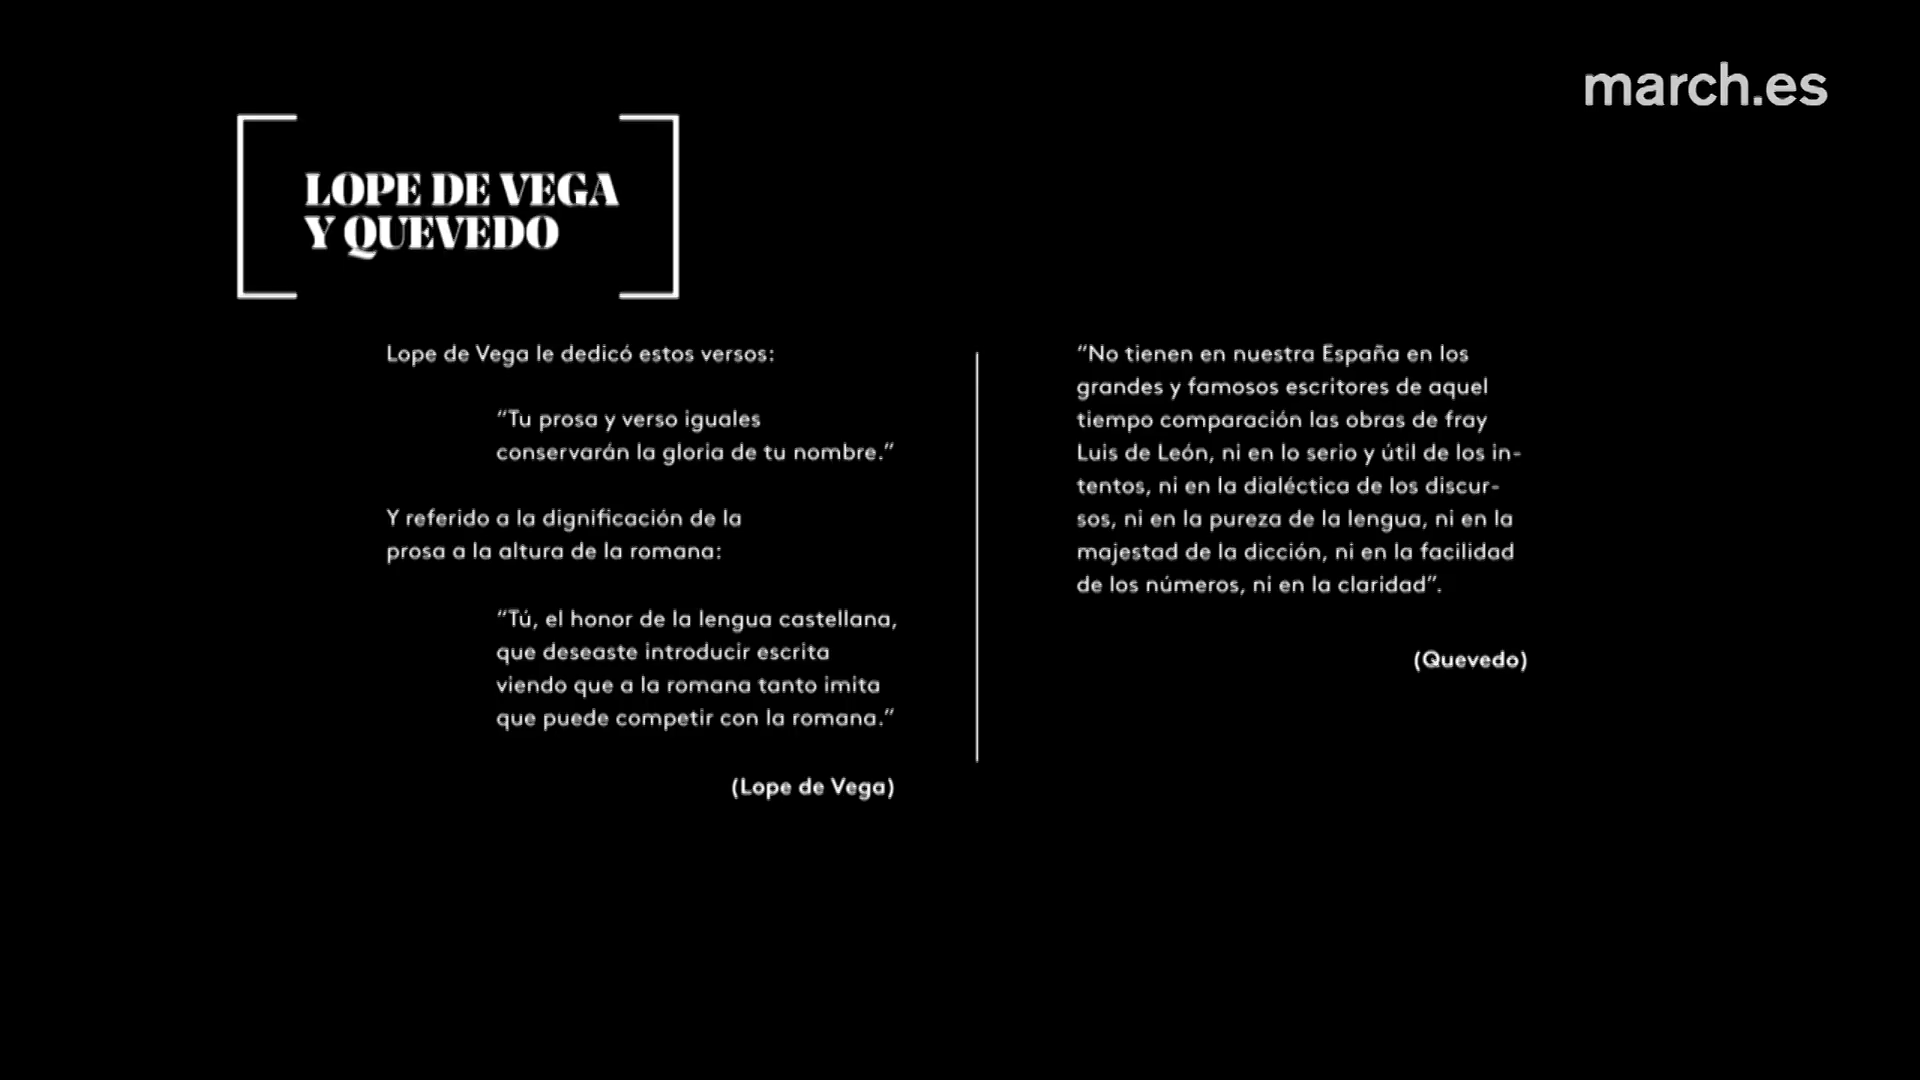 march.es
LOPE DE VEGA
Y QUEVEDO
Lope de Vega le dedicó estos versos:
“Tu prosa y verso iguales
conservarán la gloria de tu nombre.”
Y referido a la dignificación de la
prosa a la altura de la romana:
“Tú, el honor de la lengua castellana,
que deseaste introducir escrita
viendo que a la romana tanto imita
que puede competir con la romana.”
(Lope de Vega)
“No tienen en nuestra España en los
grandes y famosos escritores de aquel
tiempo comparación las obras de fray
Luis de León, ni en lo serio y útil de los in-
tentos, ni en la dialéctica de los discur-
sos, ni en la pureza de la lengua, ni en la
majestad de la dicción, ni en la facilidad
de los números, ni en la claridad”.
(Quevedo)